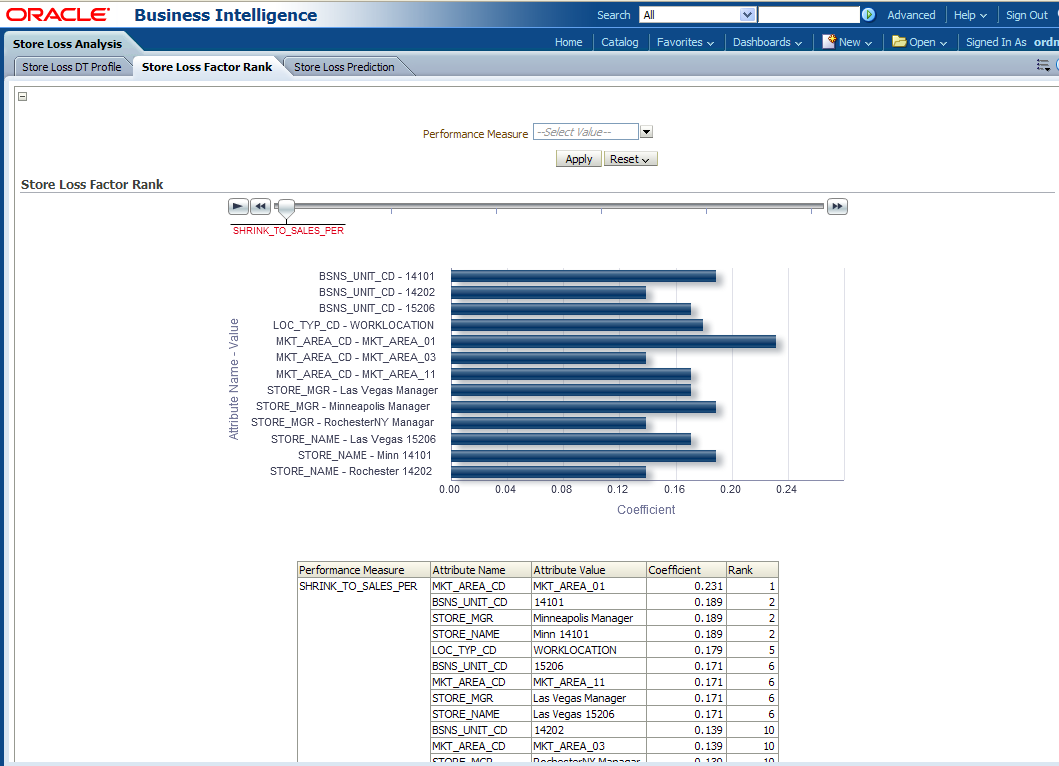 ORACLE® Business Intelligence Search All Advanced Help Sign Out
Store Loss Analysis Home Catalog Favorites Dashboards New Open Signed In As ordm
Store Loss DT Profile Store Loss Factor Rank Store Loss Prediction
Performance Measure --Select Value--
Apply Reset
Store Loss Factor Rank
SHRINK_TO_SALES_PER
Attribute Name - Value
BSNS_UNIT_CD - 14101
BSNS_UNIT_CD - 14202
BSNS_UNIT_CD - 15206
LOC_TYP_CD - WORKLOCATION
MKT_AREA_CD - MKT_AREA_01
MKT_AREA_CD - MKT_AREA_03
MKT_AREA_CD - MKT_AREA_11
STORE_MGR - Las Vegas Manager
STORE_MGR - Minneapolis Manager
STORE_MGR - RochesterNY Managar
STORE_NAME - Las Vegas 15206
STORE_NAME - Minn 14101
STORE_NAME - Rochester 14202
0.00 0.04 0.08 0.12 0.16 0.20 0.24
Coefficient
Performance Measure Attribute Name Attribute Value Coefficient Rank
SHRINK_TO_SALES_PER MKT_AREA_CD MKT_AREA_01 0.231 1
BSNS_UNIT_CD 14101 0.189 2
STORE_MGR Minneapolis Manager 0.189 2
STORE_NAME Minn 14101 0.189 2
LOC_TYP_CD WORKLOCATION 0.179 5
BSNS_UNIT_CD 15206 0.171 6
MKT_AREA_CD MKT_AREA_11 0.171 6
STORE_MGR Las Vegas Manager 0.171 6
STORE_NAME Las Vegas 15206 0.171 6
BSNS_UNIT_CD 14202 0.139 10
MKT_AREA_CD MKT_AREA_03 0.139 10
STORE_MGR RochesterNY Managar 0.139 10